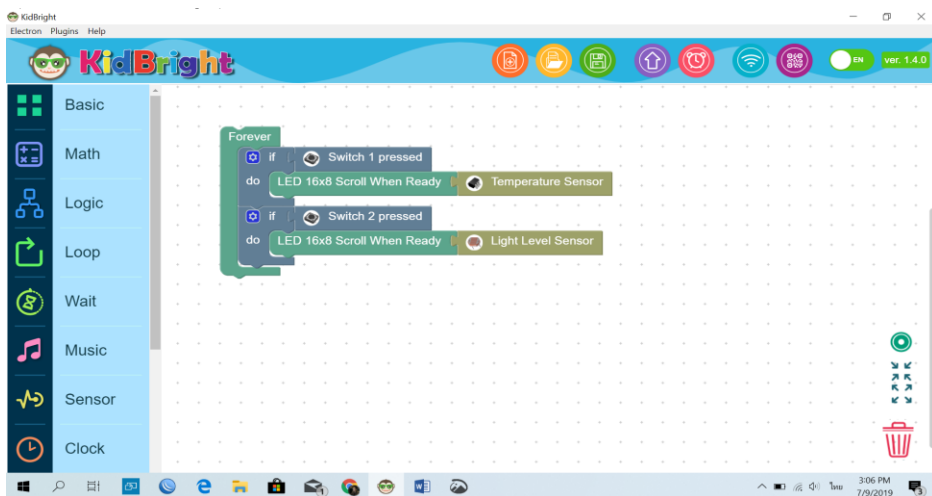 KidBright
Electron Plugins Help
KidBright
EN
ver. 1.4.0
Basic
Math
Logic
Loop
Wait
Music
Sensor
Clock
Forever
if Switch 1 pressed
do LED 16x8 Scroll When Ready Temperature Sensor
if Switch 2 pressed
do LED 16x8 Scroll When Ready Light Level Sensor
ไทย
3:06 PM
7/9/2019